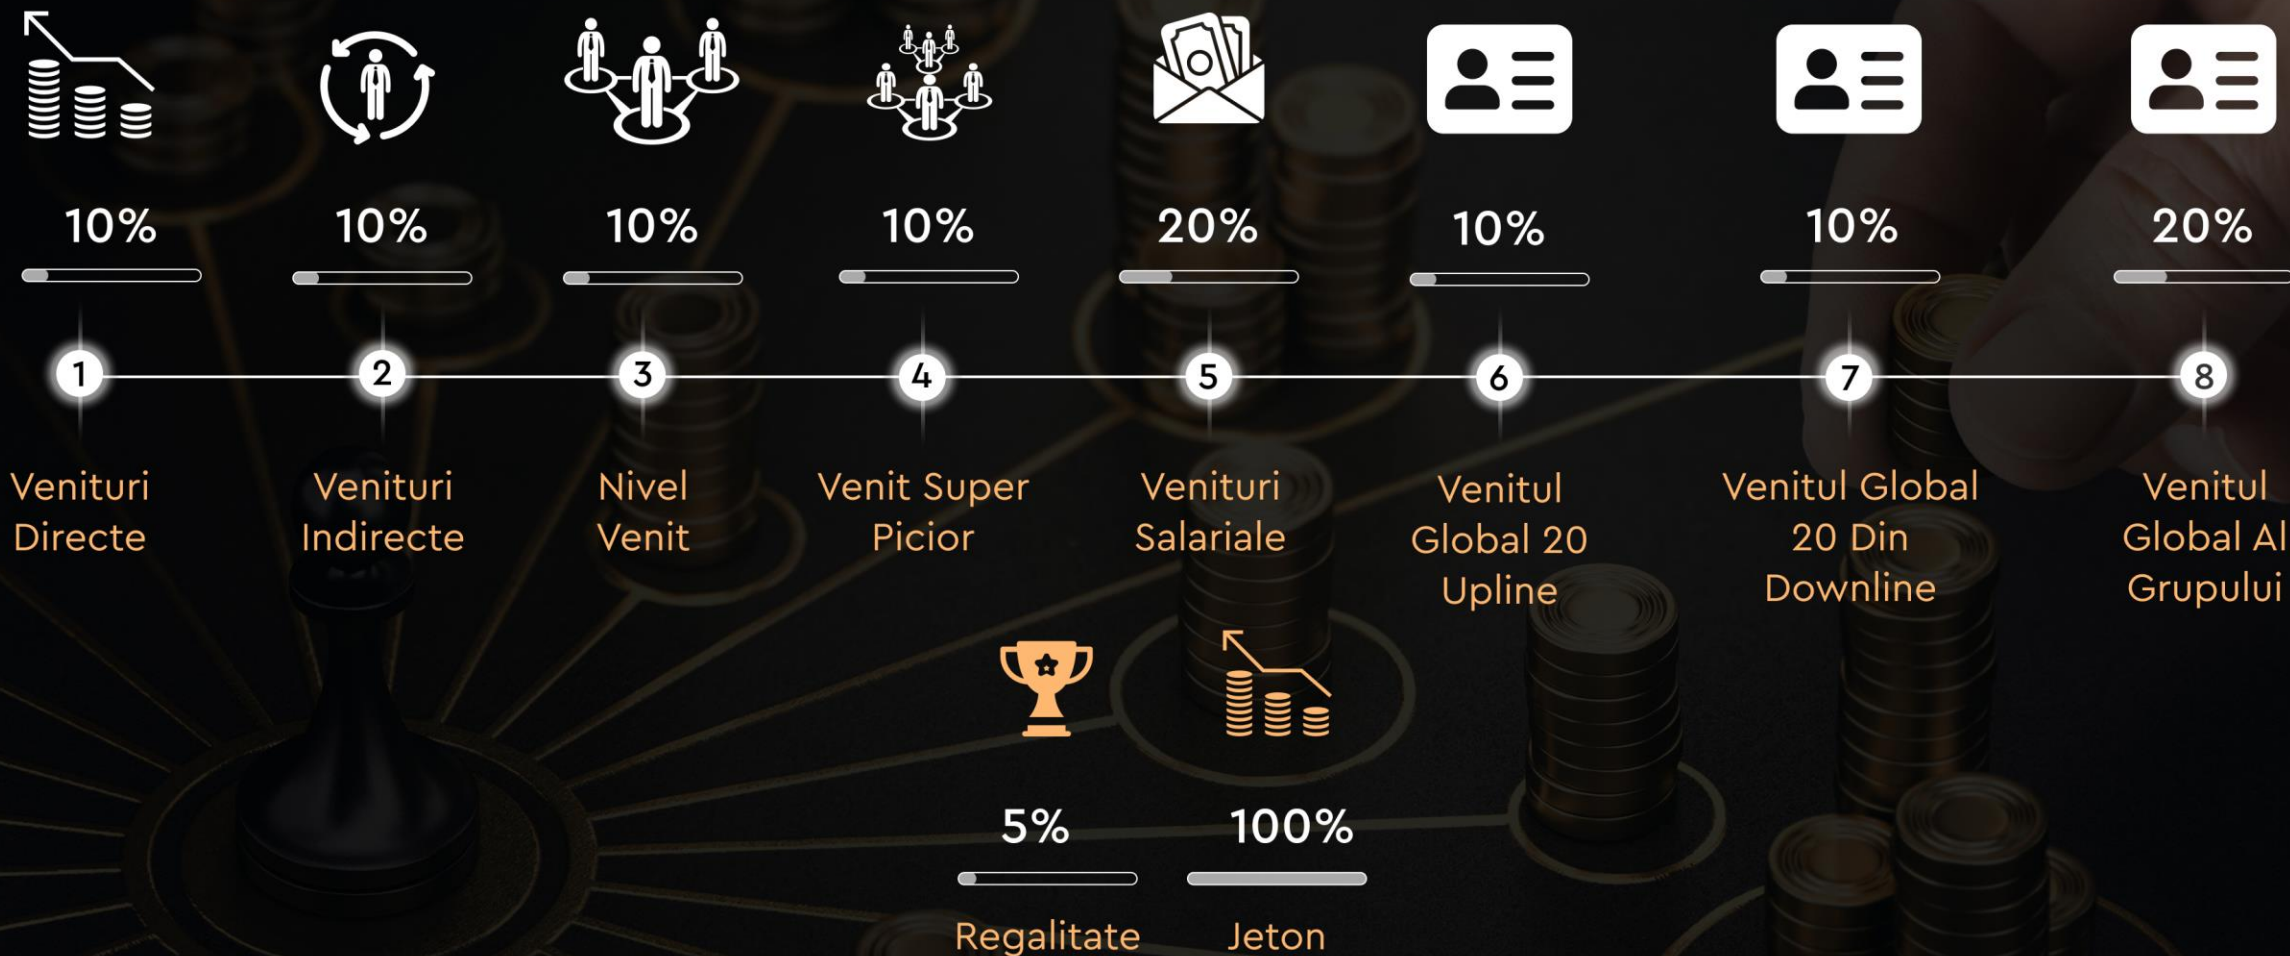 10%
10%
10%
10%
20%
10%
10%
20%
1
2
3
4
5
6
7
8
Venituri
Directe
Venituri
Indirecte
Nivel
Venit
Venit Super
Picior
Venituri
Salariale
Venitul
Global 20
Upline
Venitul Global
20 Din
Downline
Venitul
Global Al
Grupului
5%
100%
Regalitate
Jeton